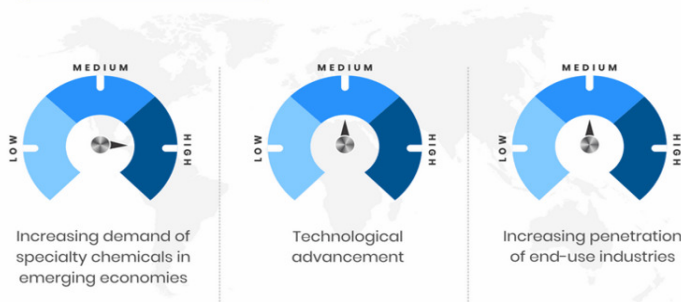 MEDIUM
LOW
HIGH
Increasing demand of
specialty chemicals in
emerging economies
MEDIUM
LOW
HIGH
Technological
advancement
MEDIUM
LOW
HIGH
Increasing penetration
of end-use industries